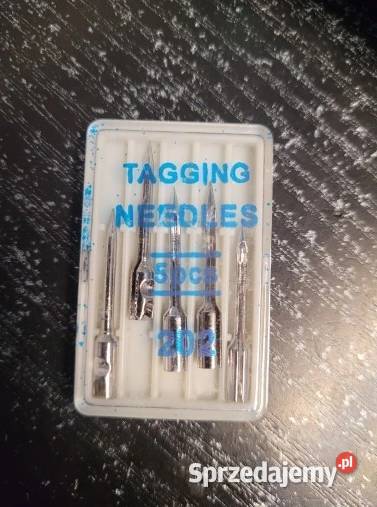 TAGGING
NEEDLES
5pcs
202
Sprzedajemy.pl